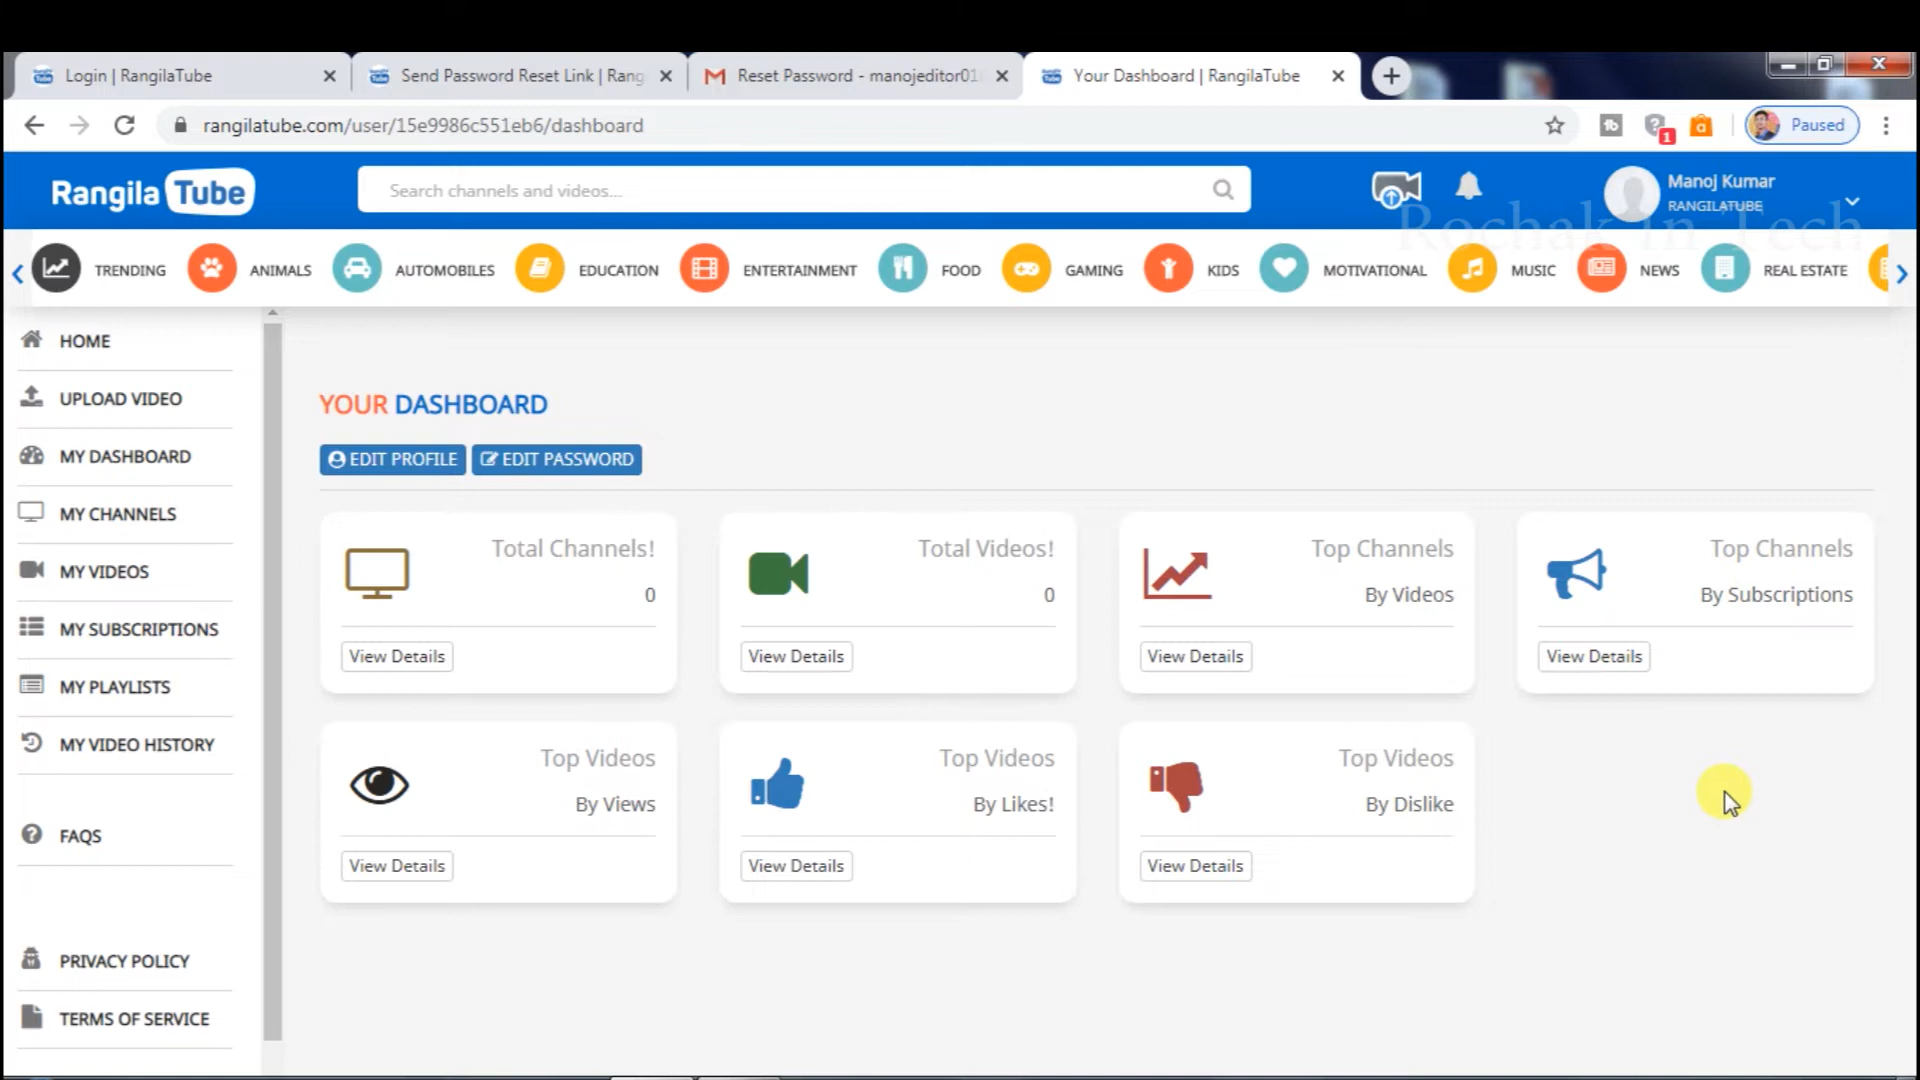 Login | RangilaTube
Send Password Reset Link | Rang
Reset Password - manojeditor01
Your Dashboard | RangilaTube
rangilatube.com/user/15e9986c551eb6/dashboard
1
Paused
Rangila Tube
Search channels and videos...
Manoj Kumar
RANGILATUBE
Rochak In Tech
TRENDING
ANIMALS
AUTOMOBILES
EDUCATION
ENTERTAINMENT
FOOD
GAMING
KIDS
MOTIVATIONAL
MUSIC
NEWS
REAL ESTATE
HOME
UPLOAD VIDEO
MY DASHBOARD
MY CHANNELS
MY VIDEOS
MY SUBSCRIPTIONS
MY PLAYLISTS
MY VIDEO HISTORY
FAQS
PRIVACY POLICY
TERMS OF SERVICE
YOUR DASHBOARD
EDIT PROFILE
EDIT PASSWORD
Total Channels!
0
View Details
Total Videos!
0
View Details
Top Channels
By Videos
View Details
Top Channels
By Subscriptions
View Details
Top Videos
By Views
View Details
Top Videos
By Likes!
View Details
Top Videos
By Dislike
View Details